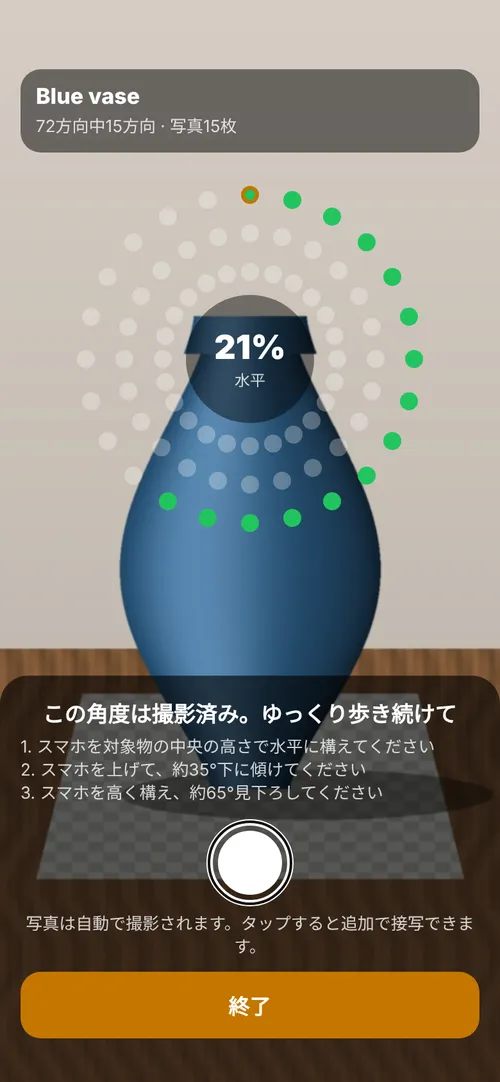 Blue vase
72方向中15方向 · 写真15枚
21%
水平
この角度は撮影済み。ゆっくり歩き続けて
1. スマホを対象物の中央の高さで水平に構えてください
2. スマホを上げて、約35°下に傾けてください
3. スマホを高く構え、約65°見下ろしてください
写真は自動で撮影されます。タップすると追加で接写できま
す。
終了